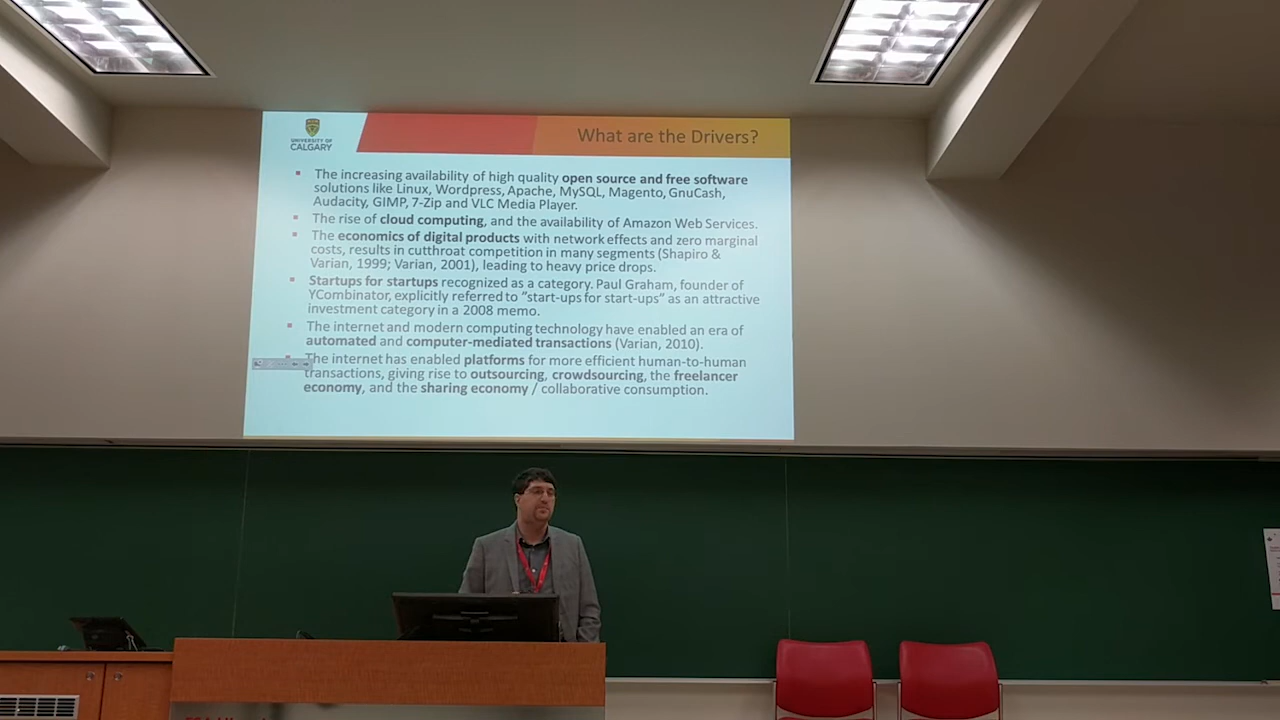 UNIVERSITY OF
CALGARY
What are the Drivers?
The increasing availability of high quality open source and free software
solutions like Linux, Wordpress, Apache, MySQL, Magento, GnuCash,
Audacity, GIMP, 7-Zip and VLC Media Player.
The rise of cloud computing, and the availability of Amazon Web Services.
The economics of digital products with network effects and zero marginal
costs, results in cutthroat competition in many segments (Shapiro &
Varian, 1999; Varian, 2001), leading to heavy price drops.
Startups for startups recognized as a category. Paul Graham, founder of
YCombinator, explicitly referred to "start-ups for start-ups" as an attractive
investment category in a 2008 memo.
The internet and modern computing technology have enabled an era of
automated and computer-mediated transactions (Varian, 2010).
The internet has enabled platforms for more efficient human-to-human
transactions, giving rise to outsourcing, crowdsourcing, the freelancer
economy, and the sharing economy / collaborative consumption.